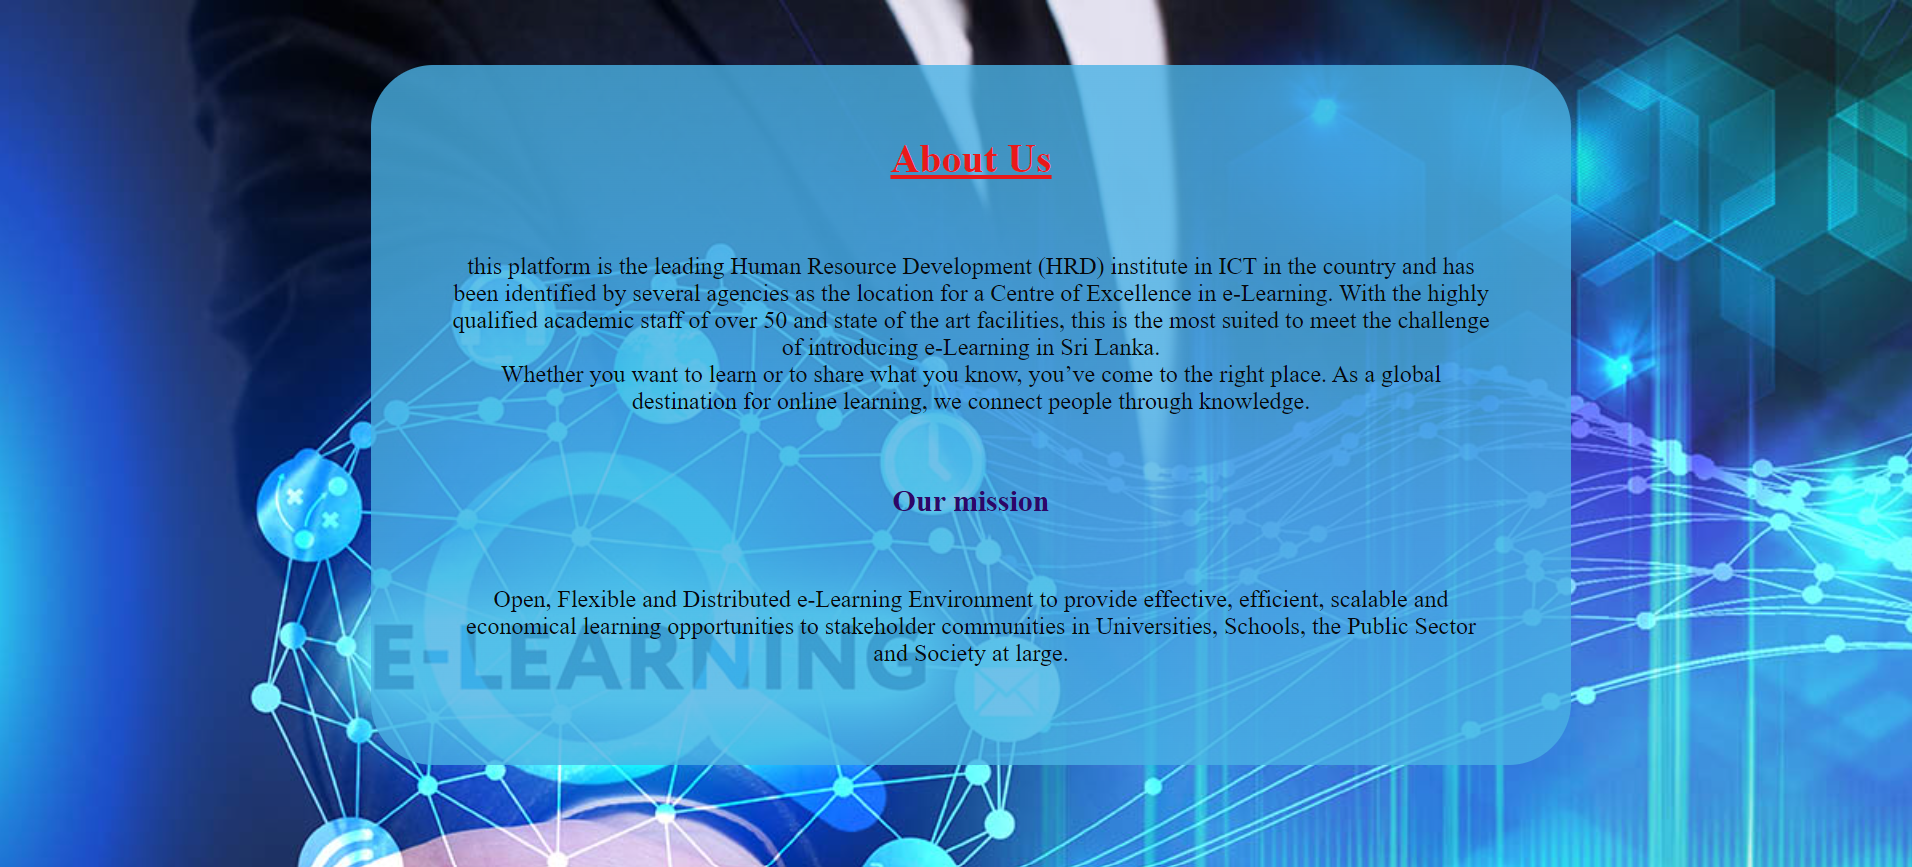 About Us
this platform is the leading Human Resource Development (HRD) institute in ICT in the country and has
been identified by several agencies as the location for a Centre of Excellence in e-Learning. With the highly
qualified academic staff of over 50 and state of the art facilities, this is the most suited to meet the challenge
of introducing e-Learning in Sri Lanka.
Whether you want to learn or to share what you know, you’ve come to the right place. As a global
destination for online learning, we connect people through knowledge.
Our mission
Open, Flexible and Distributed e-Learning Environment to provide effective, efficient, scalable and
economical learning opportunities to stakeholder communities in Universities, Schools, the Public Sector
and Society at large.
E-LEARNING